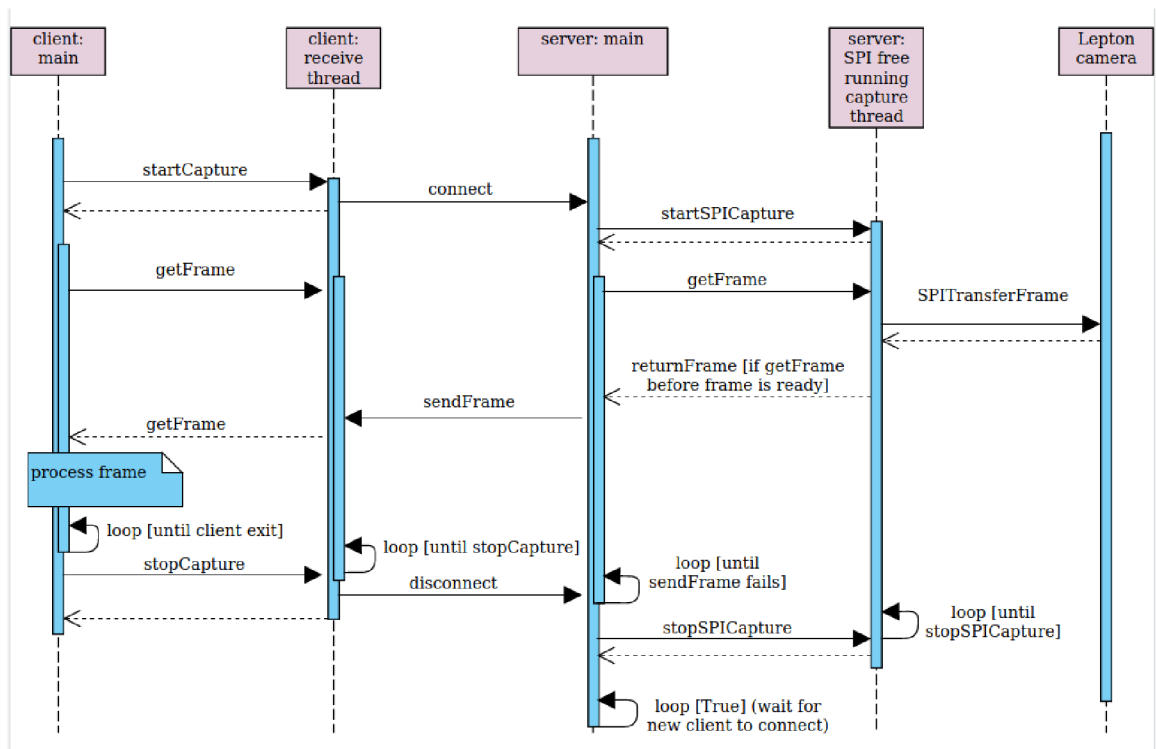 client:
main
client:
receive
thread
server: main
server:
SPI free
running
capture
thread
Lepton
camera
startCapture
connect
startSPICapture
getFrame
getFrame
SPITransferFrame
returnFrame [if getFrame
before frame is ready]
sendFrame
getFrame
process frame
loop [until client exit]
loop [until stopCapture]
stopCapture
loop [until
sendFrame fails]
disconnect
loop [until
stopSPICapture]
stopSPICapture
loop [True] (wait for
new client to connect)